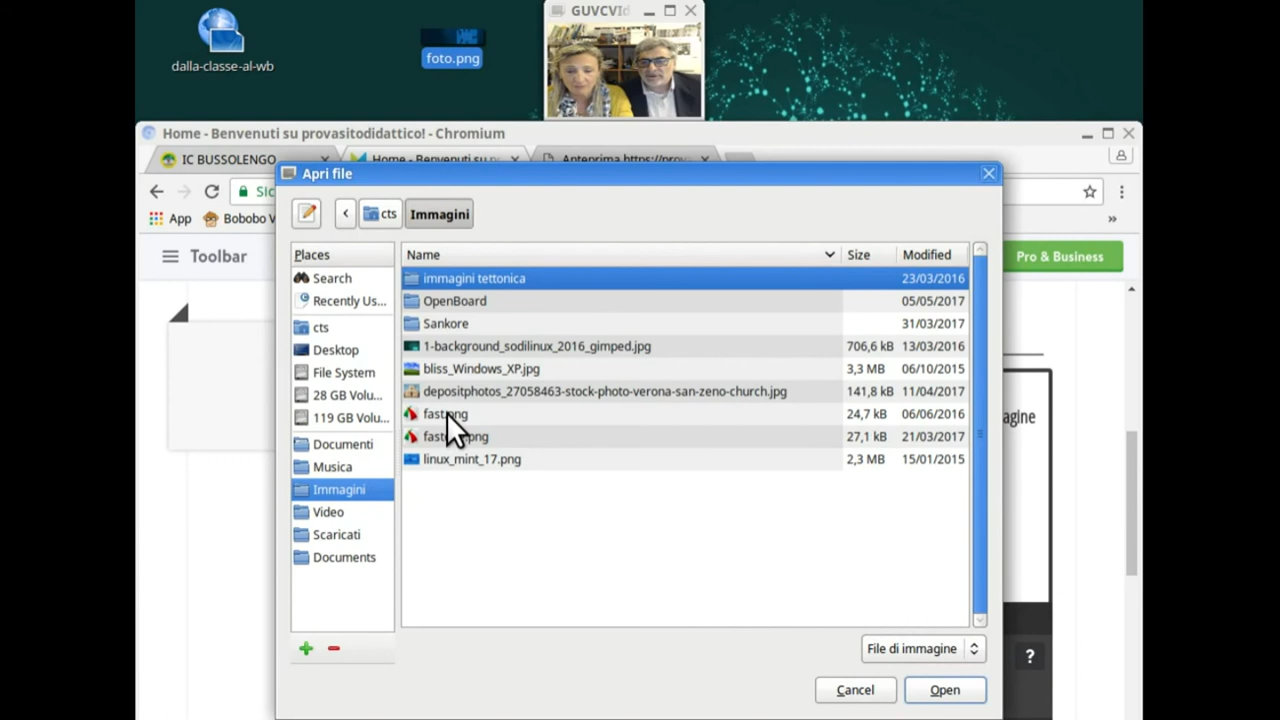 GUVCVId
dalla-classe-al-wb
foto.png
Home - Benvenuti su provasitodidattico! - Chromium
IC BUSSOLENGO
Home - Benvenuti su p
Anteprima https://prov
Apri file
Sic
App
Bobobo V
»
cts
Immagini
Toolbar
Pro & Business
Places
Name
Size
Modified
Search
immagini tettonica
23/03/2016
Recently Us...
OpenBoard
05/05/2017
cts
Sankore
31/03/2017
Desktop
1-background_sodilinux_2016_gimped.jpg
706,6 kB
13/03/2016
File System
bliss_Windows_XP.jpg
3,3 MB
06/10/2015
28 GB Volu...
depositphotos_27058463-stock-photo-verona-san-zeno-church.jpg
141,8 kB
11/04/2017
119 GB Volu...
24,7 kB
06/06/2016
agine
Documenti
27,1 kB
21/03/2017
Musica
linux_mint_17.png
2,3 MB
15/01/2015
Immagini
Video
Scaricati
Documents
File di immagine
?
Cancel
Open